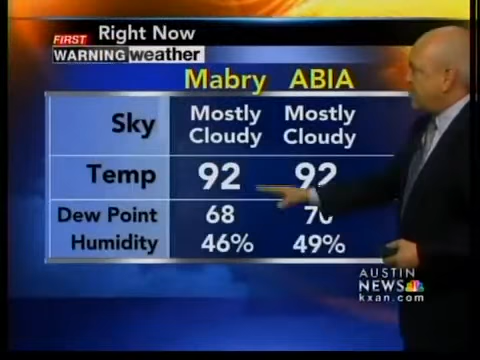 Right Now
FIRST
WARNING weather
Mabry ABIA
Sky Mostly Cloudy Mostly Cloudy
Temp 92 92
Dew Point 68 70
Humidity 46% 49%
AUSTIN
NEWS
kxan.com